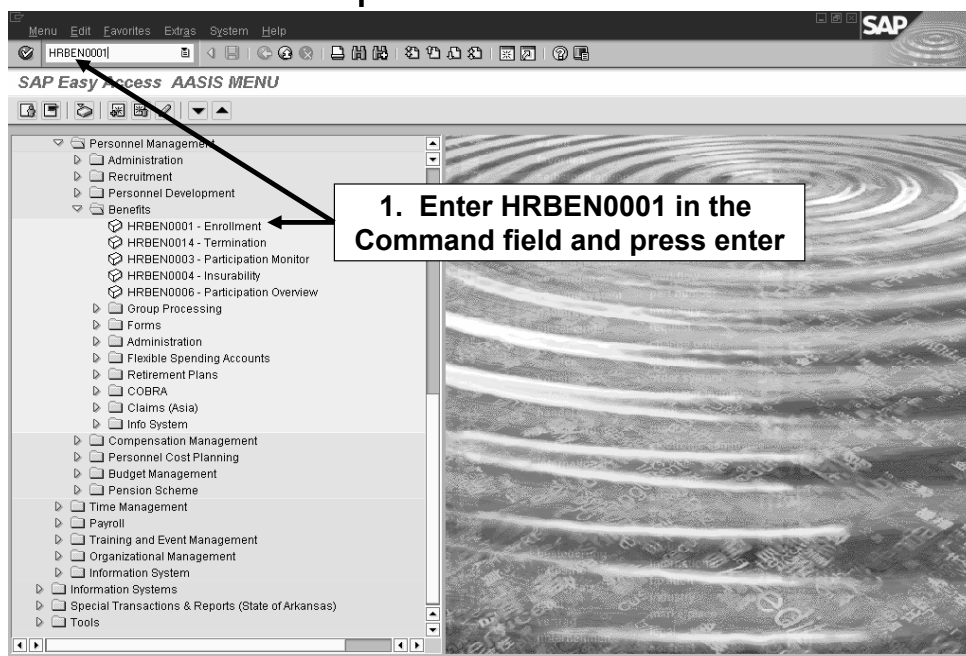 Menu Edit Favorites Extras System Help
SAP
HRBEN0001
SAP Easy Access AASIS MENU
Personnel Management
Administration
Recruitment
Personnel Development
Benefits
HRBEN0001 - Enrollment
HRBEN0014 - Termination
HRBEN0003 - Participation Monitor
HRBEN0004 - Insurability
HRBEN0006 - Participation Overview
Group Processing
Forms
Administration
Flexible Spending Accounts
Retirement Plans
COBRA
Claims (Asia)
Info System
Compensation Management
Personnel Cost Planning
Budget Management
Pension Scheme
Time Management
Payroll
Training and Event Management
Organizational Management
Information System
Information Systems
Special Transactions & Reports (State of Arkansas)
Tools
1. Enter HRBEN0001 in the
Command field and press enter